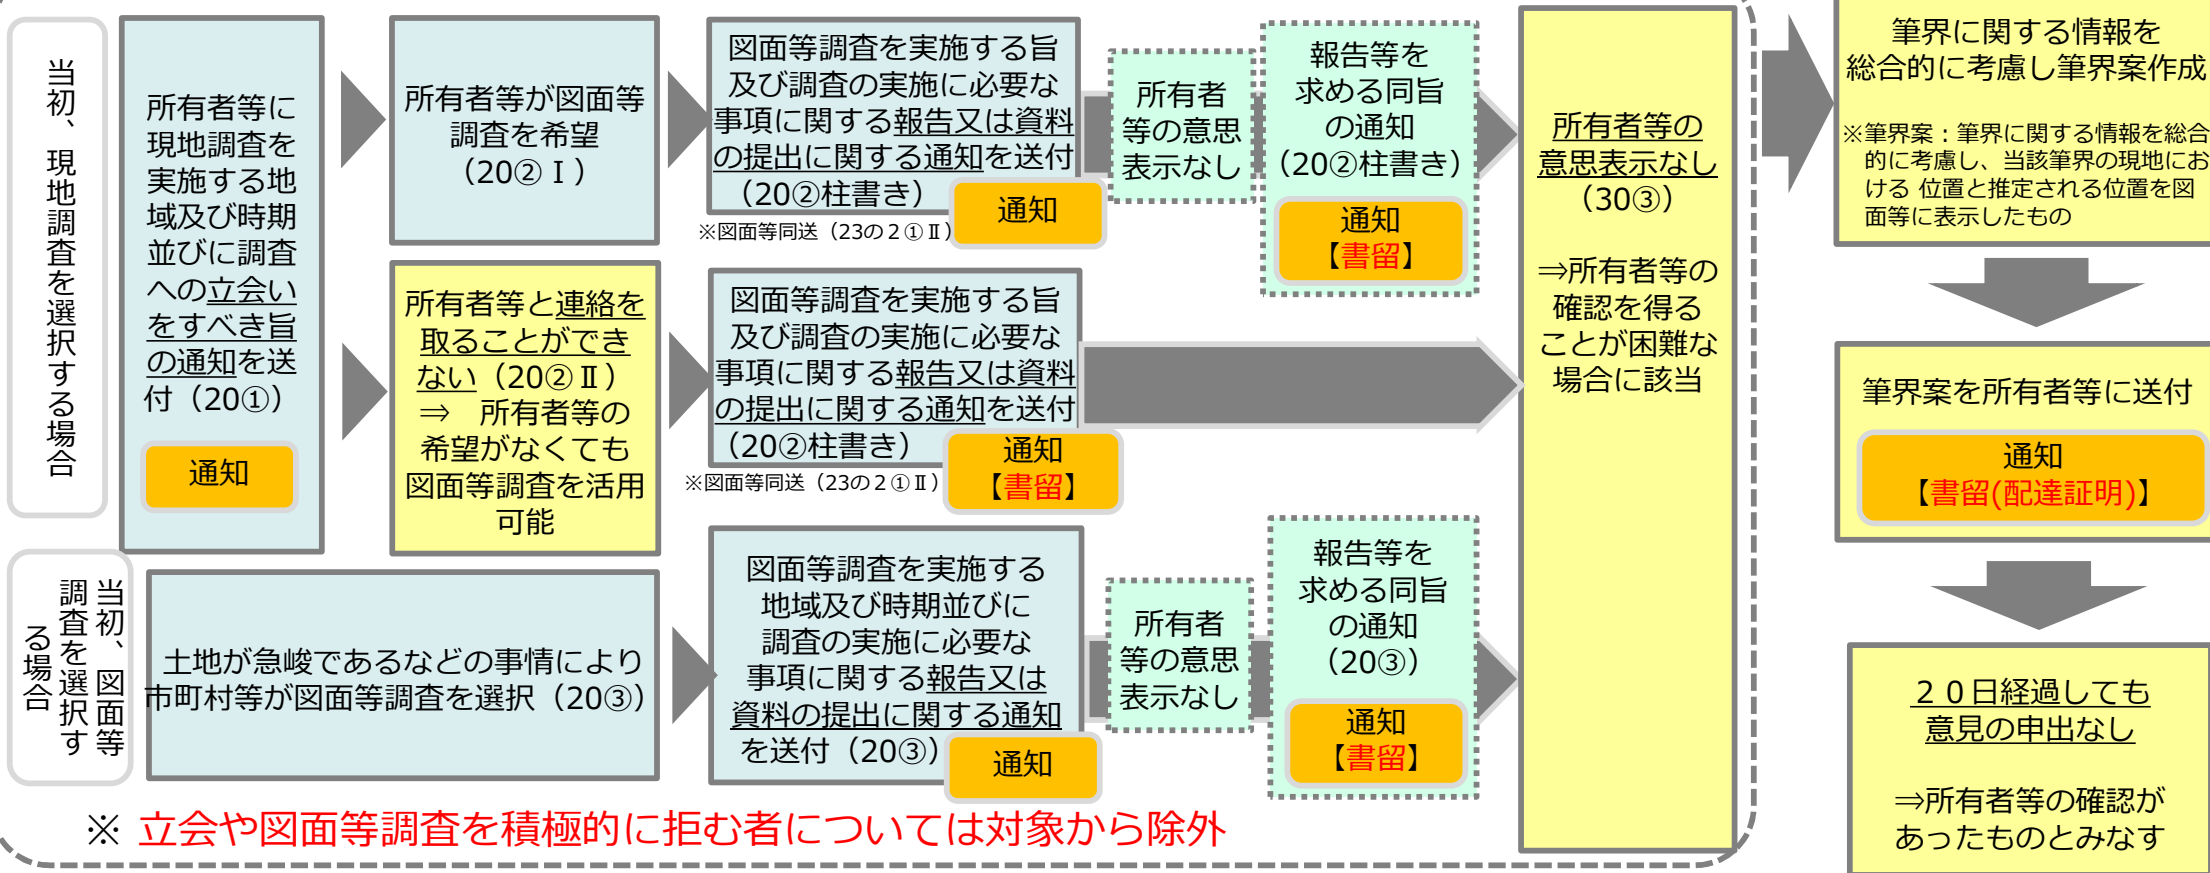 当初、現地調査を選択する場合
所有者等に
現地調査を
実施する地
域及び時期
並びに調査
への立会い
をすべき旨
の通知を送
付（20①）
通知
所有者等が図面等
調査を希望
（20②Ⅰ）
図面等調査を実施する旨
及び調査の実施に必要な
事項に関する報告又は資料
の提出に関する通知を送付
（20②柱書き）
通知
※図面等同送（23の２①Ⅱ）
所有者
等の意思
表示なし
報告等を
求める同旨
の通知
（20②柱書き）
通知
【書留】
所有者等と連絡を
取ることができ
ない（20②Ⅱ）
⇒　所有者等の
希望がなくても
図面等調査を活用
可能
図面等調査を実施する旨
及び調査の実施に必要な
事項に関する報告又は資料
の提出に関する通知を送付
（20②柱書き）
通知
【書留】
※図面等同送（23の２①Ⅱ）
当初、図面等
調査を選択す
る場合
土地が急峻であるなどの事情により
市町村等が図面等調査を選択（20③）
図面等調査を実施する
地域及び時期並びに
調査の実施に必要な
事項に関する報告又は
資料の提出に関する通知
を送付（20③）
通知
所有者
等の意思
表示なし
報告等を
求める同旨
の通知
（20③）
通知
【書留】
所有者等の
意思表示なし
（30③）
⇒所有者等の
確認を得る
ことが困難な
場合に該当
※ 立会や図面等調査を積極的に拒む者については対象から除外
筆界に関する情報を
総合的に考慮し筆界案作成
※筆界案：筆界に関する情報を総合
的に考慮し、当該筆界の現地にお
ける 位置と推定される位置を図
面等に表示したもの
筆界案を所有者等に送付
通知
【書留(配達証明)】
２０日経過しても
意見の申出なし
⇒所有者等の確認が
あったものとみなす